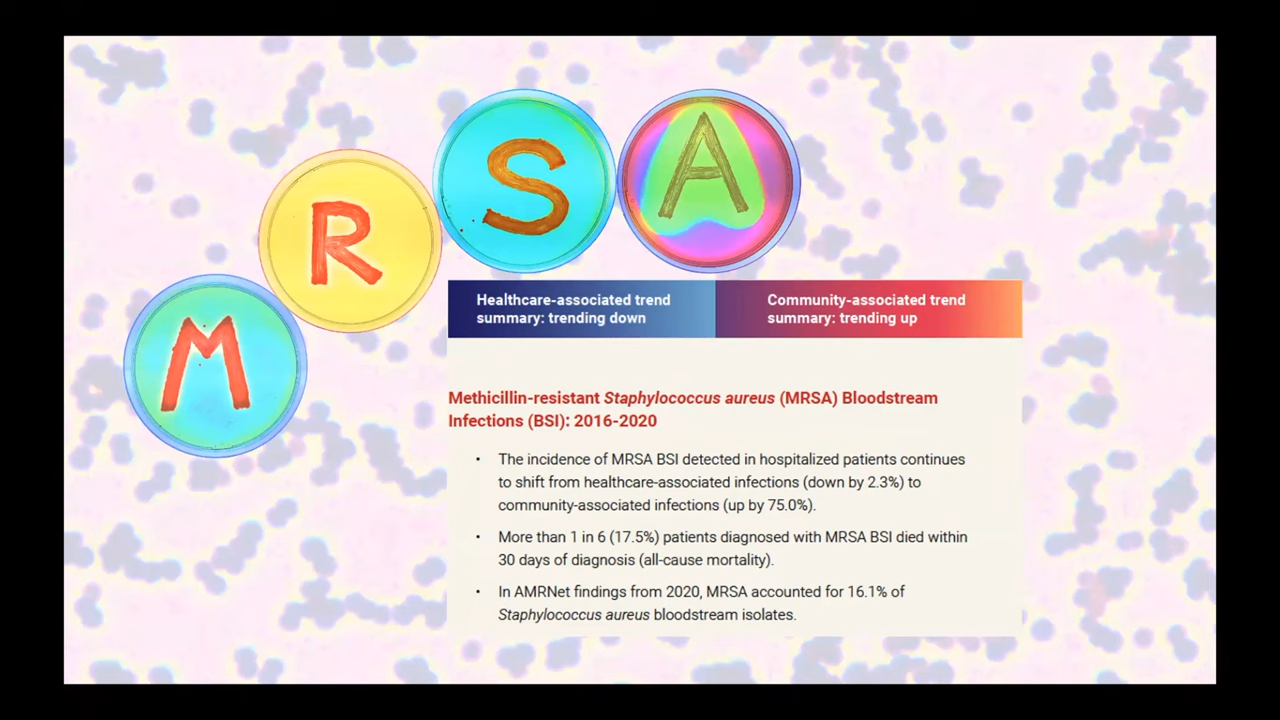 M
R
S
A
Healthcare-associated trend
summary: trending down
Community-associated trend
summary: trending up
Methicillin-resistant Staphylococcus aureus (MRSA) Bloodstream
Infections (BSI): 2016-2020
• The incidence of MRSA BSI detected in hospitalized patients continues
to shift from healthcare-associated infections (down by 2.3%) to
community-associated infections (up by 75.0%).
• More than 1 in 6 (17.5%) patients diagnosed with MRSA BSI died within
30 days of diagnosis (all-cause mortality).
• In AMRNet findings from 2020, MRSA accounted for 16.1% of
Staphylococcus aureus bloodstream isolates.